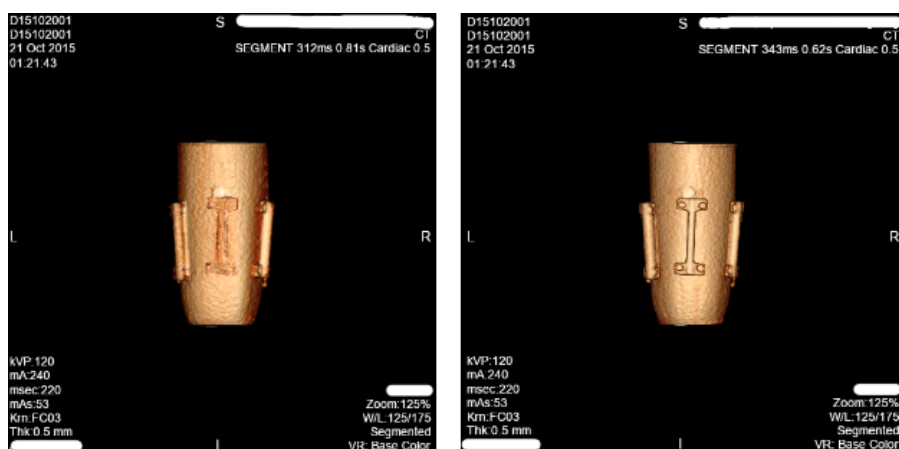 D15102001
D15102001
21 Oct 2015
01:21:43
S
CT
SEGMENT 312ms 0.81s Cardiac 0.5
L
R
kVP:120
mA:240
msec:220
mAs:53
Krn:FC03
Thk:0.5 mm
Zoom:125%
W/L:125/175
Segmented
VR: Base Color
I
D15102001
D15102001
21 Oct 2015
01:21:43
S
CT
SEGMENT 343ms 0.62s Cardiac 0.5
L
R
kVP:120
mA:240
msec:220
mAs:53
Krn:FC03
Thk:0.5 mm
Zoom:125%
W/L:125/175
Segmented
VR: Base Color
I